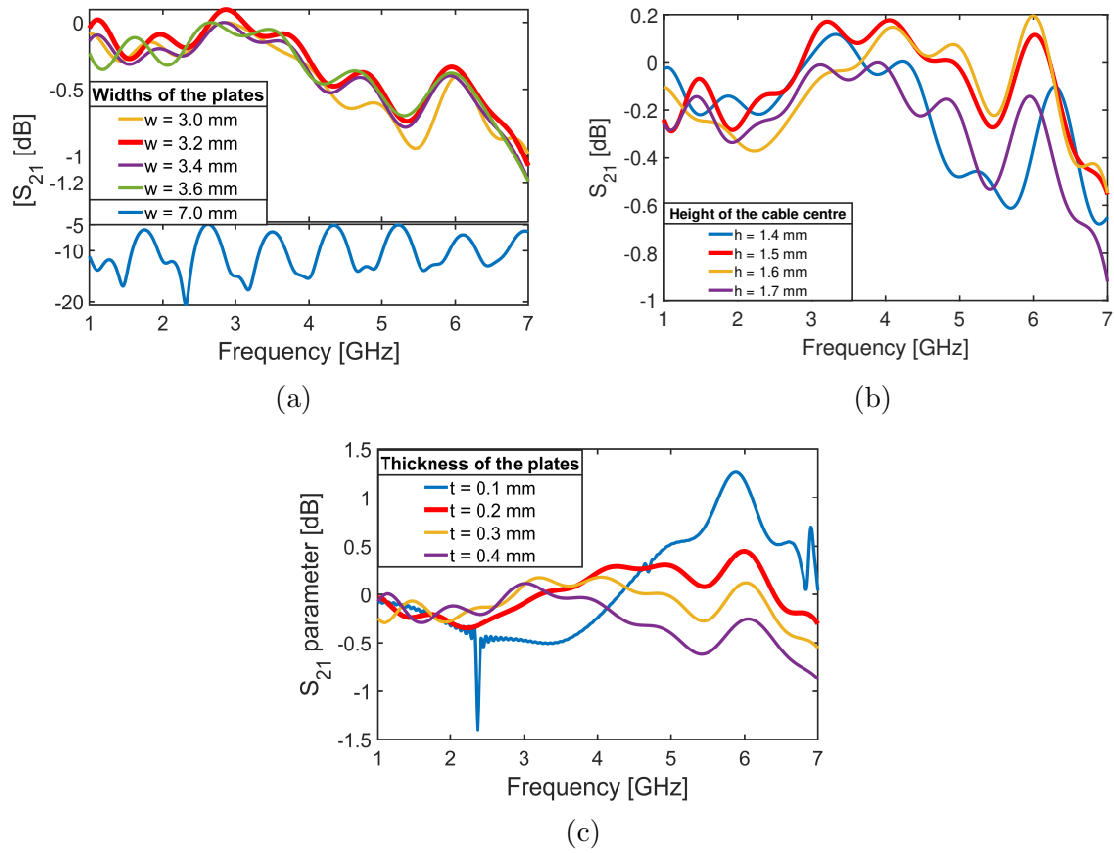 0
-0.5
-1
-1.2
-5
-10
-20
[S21 [dB]
Widths of the plates
w = 3.0 mm
w = 3.2 mm
w = 3.4 mm
w = 3.6 mm
w = 7.0 mm
1 2 3 4 5 6 7
Frequency [GHz]
(a)
0.2
0
-0.2
-0.4
-0.6
-0.8
-1
S21 [dB]
Height of the cable centre
h = 1.4 mm
h = 1.5 mm
h = 1.6 mm
h = 1.7 mm
1 2 3 4 5 6 7
Frequency [GHz]
(b)
1.5
1
0.5
0
-0.5
-1
-1.5
S21 parameter [dB]
Thickness of the plates
t = 0.1 mm
t = 0.2 mm
t = 0.3 mm
t = 0.4 mm
1 2 3 4 5 6 7
Frequency [GHz]
(c)